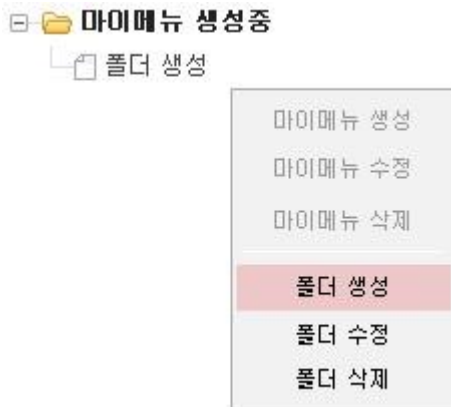 마이메뉴 생성중
폴더 생성
마이메뉴 생성
마이메뉴 수정
마이메뉴 삭제
폴더 생성
폴더 수정
폴더 삭제